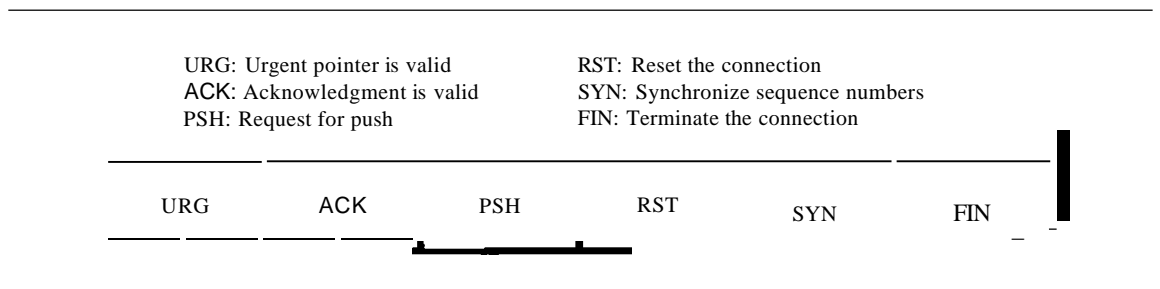 URG: Urgent pointer is valid
ACK: Acknowledgment is valid
PSH: Request for push
RST: Reset the connection
SYN: Synchronize sequence numbers
FIN: Terminate the connection
URG ACK PSH RST SYN FIN